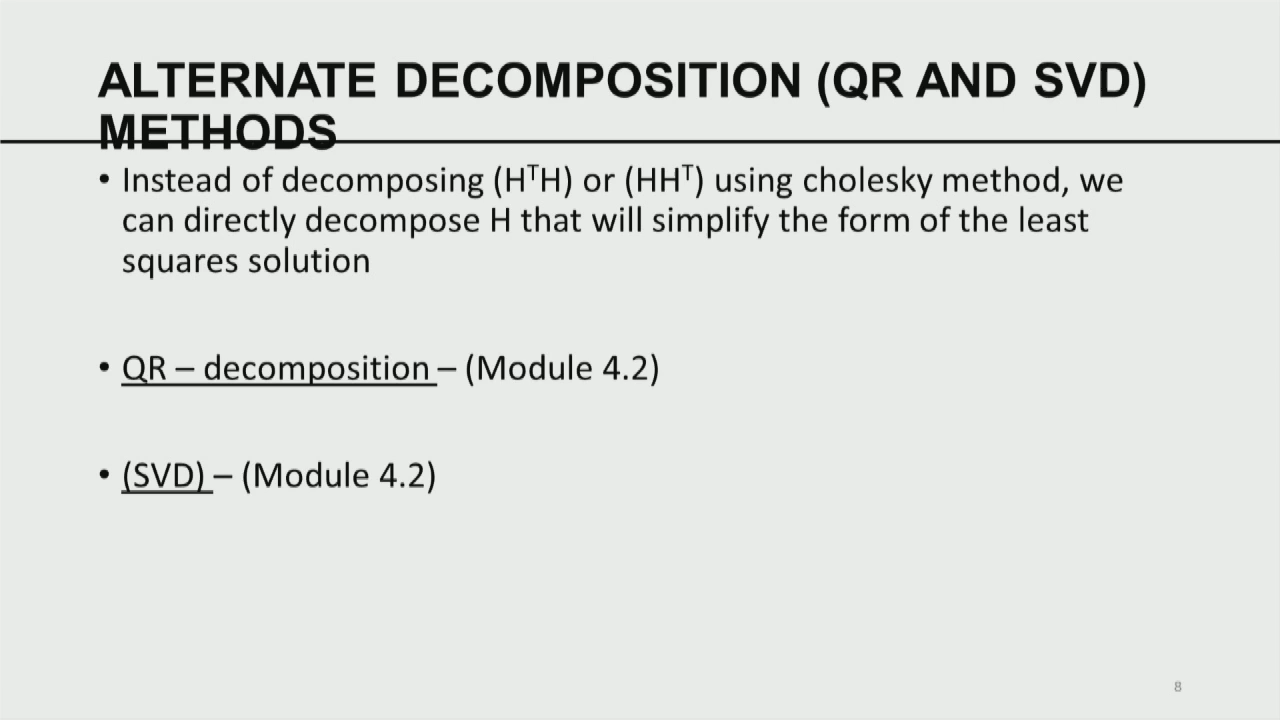 ALTERNATE DECOMPOSITION (QR AND SVD)
METHODS
• Instead of decomposing (HᵀH) or (HHᵀ) using cholesky method, we
can directly decompose H that will simplify the form of the least
squares solution
• QR – decomposition – (Module 4.2)
• (SVD) – (Module 4.2)
8